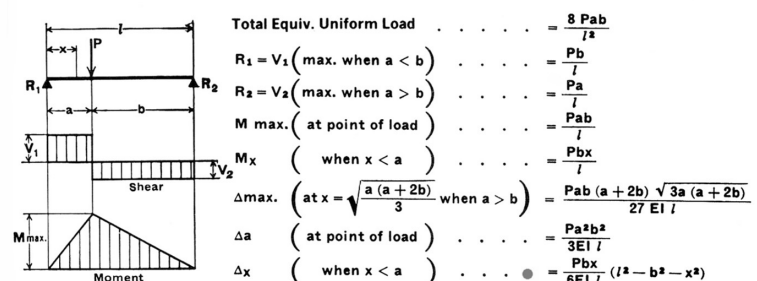 l
x
P
R₁
R₂
a
b
V₁
V₂
Shear
M max.
Moment
Total Equiv. Uniform Load . . . . . = 8 Pab / l²
R₁ = V₁ ( max. when a < b ) . . . . = Pb / l
R₂ = V₂ ( max. when a > b ) . . . . = Pa / l
M max. ( at point of load ) . . . . = Pab / l
Mx ( when x < a ) . . . . = Pbx / l
Δmax. ( at x = √(a (a + 2b) / 3) when a > b ) = Pab (a + 2b) √3a (a + 2b) / 27 EI l
Δa ( at point of load ) . . . . = Pa²b² / 3EI l
Δx ( when x < a ) . . . . = Pbx / 6EI l (l² — b² — x²)